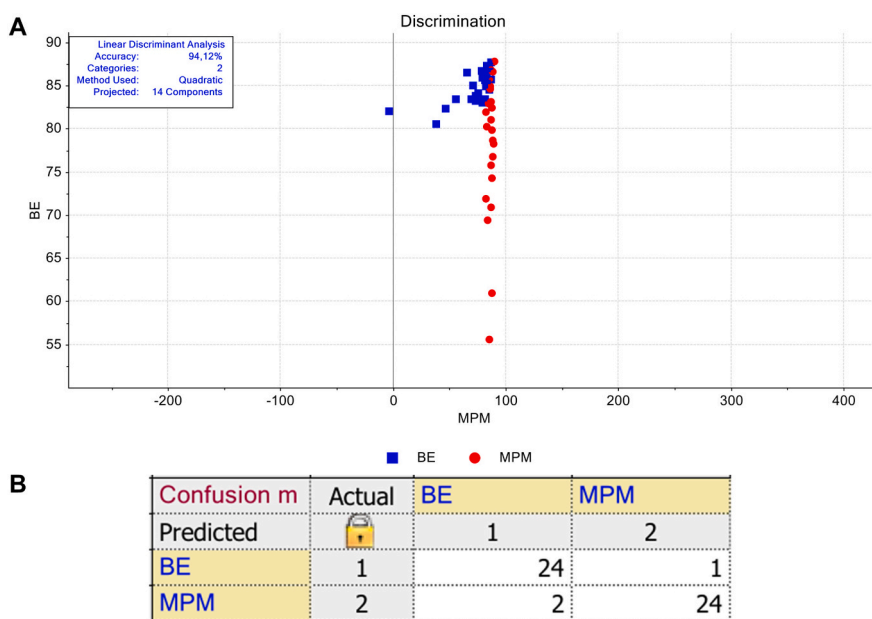 A
Discrimination
Linear Discriminant Analysis
Accuracy: 94,12%
Categories: 2
Method Used: Quadratic
Projected: 14 Components
90
85
80
75
70
65
60
55
BE
-200 -100 0 100 200 300 400
MPM
BE MPM
B
Confusion m Actual BE MPM
Predicted 1 2
BE 1 24 1
MPM 2 2 24